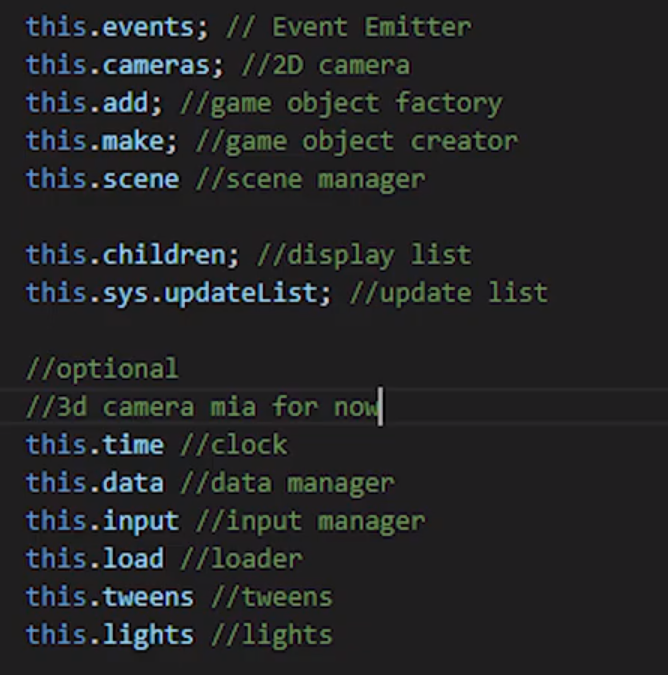 this.events; // Event Emitter
this.cameras; //2D camera
this.add; //game object factory
this.make; //game object creator
this.scene //scene manager
this.children; //display list
this.sys.updateList; //update list
//optional
//3d camera mia for now
this.time //clock
this.data //data manager
this.input //input manager
this.load //loader
this.tweens //tweens
this.lights //lights